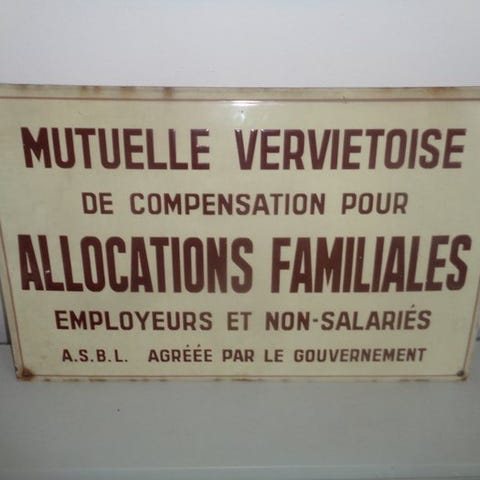 MUTUELLE VERVIETOISE
DE COMPENSATION POUR
ALLOCATIONS FAMILIALES
EMPLOYEURS ET NON-SALARIÉS
A.S.B.L. AGRÉÉE PAR LE GOUVERNEMENT